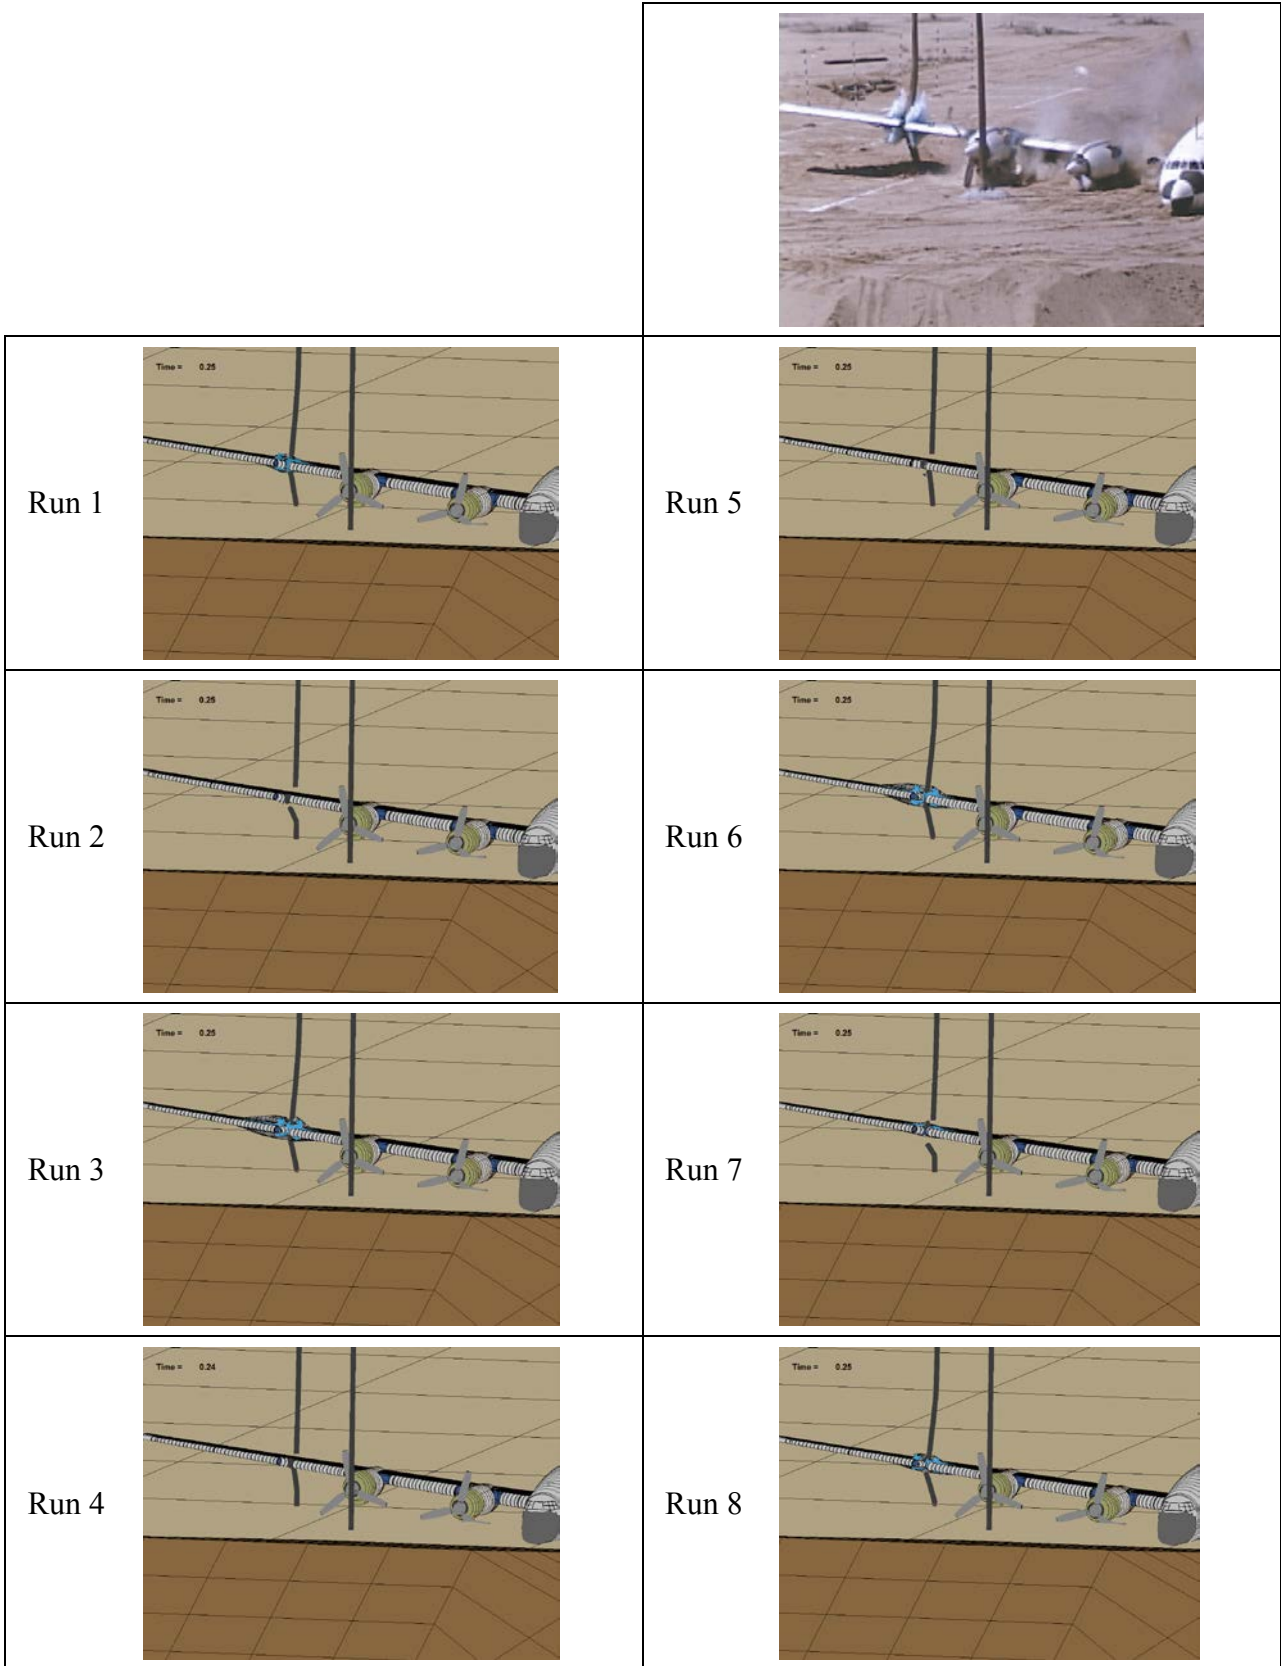 Time = 0.25
Run 1
Time = 0.25
Run 5
Time = 0.25
Run 2
Time = 0.25
Run 6
Time = 0.25
Run 3
Time = 0.25
Run 7
Time = 0.24
Run 4
Time = 0.25
Run 8